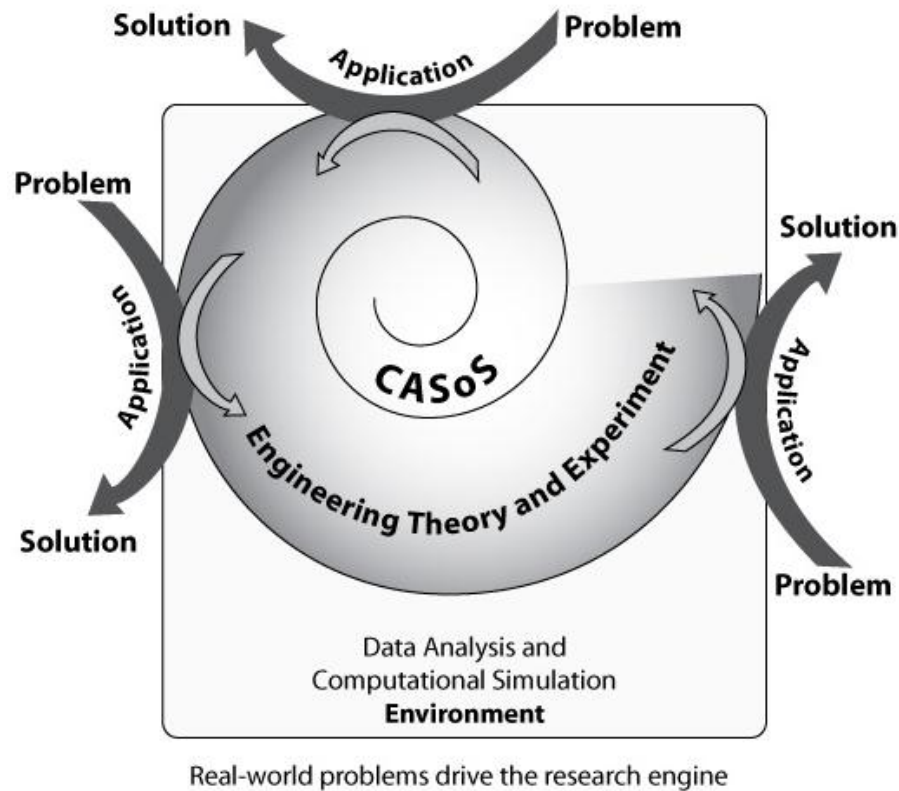 Solution
Problem
Application
Problem
Application
Solution
Solution
Application
Problem
CASoS
Engineering Theory and Experiment
Data Analysis and
Computational Simulation
Environment
Real-world problems drive the research engine